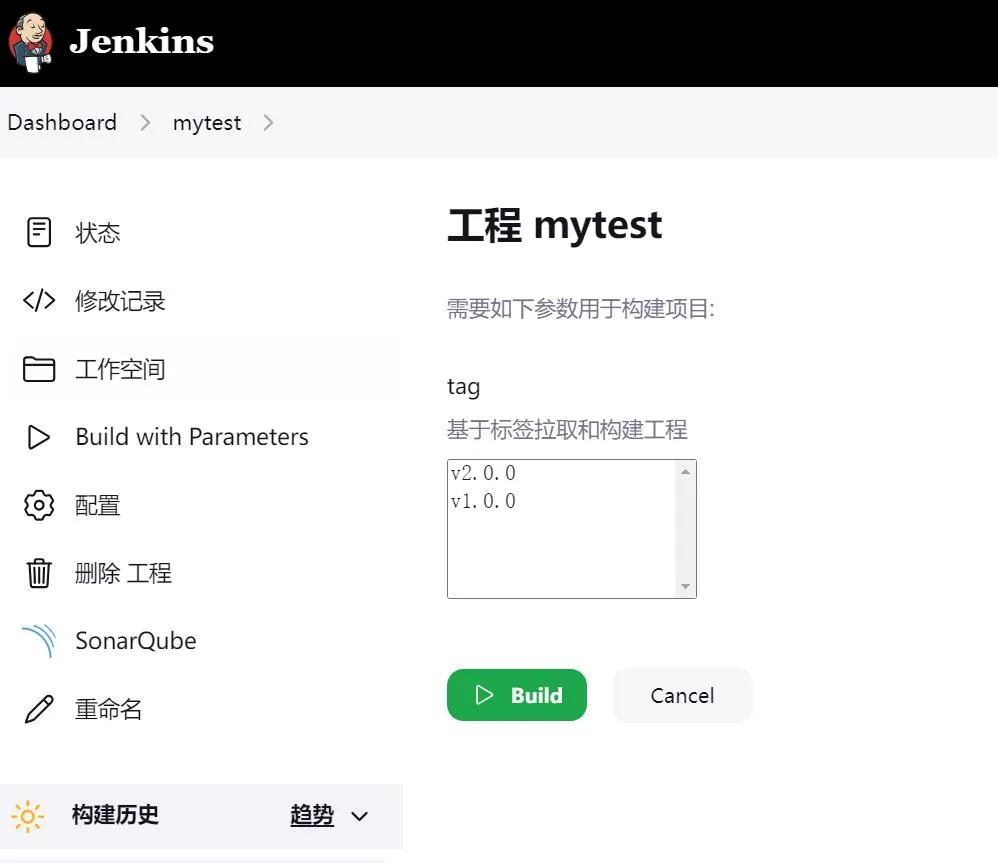 Jenkins
Dashboard
mytest
状态
修改记录
工作空间
Build with Parameters
配置
删除 工程
SonarQube
重命名
构建历史
趋势
工程 mytest
需要如下参数用于构建项目:
tag
基于标签拉取和构建工程
v2.0.0
v1.0.0
Build
Cancel